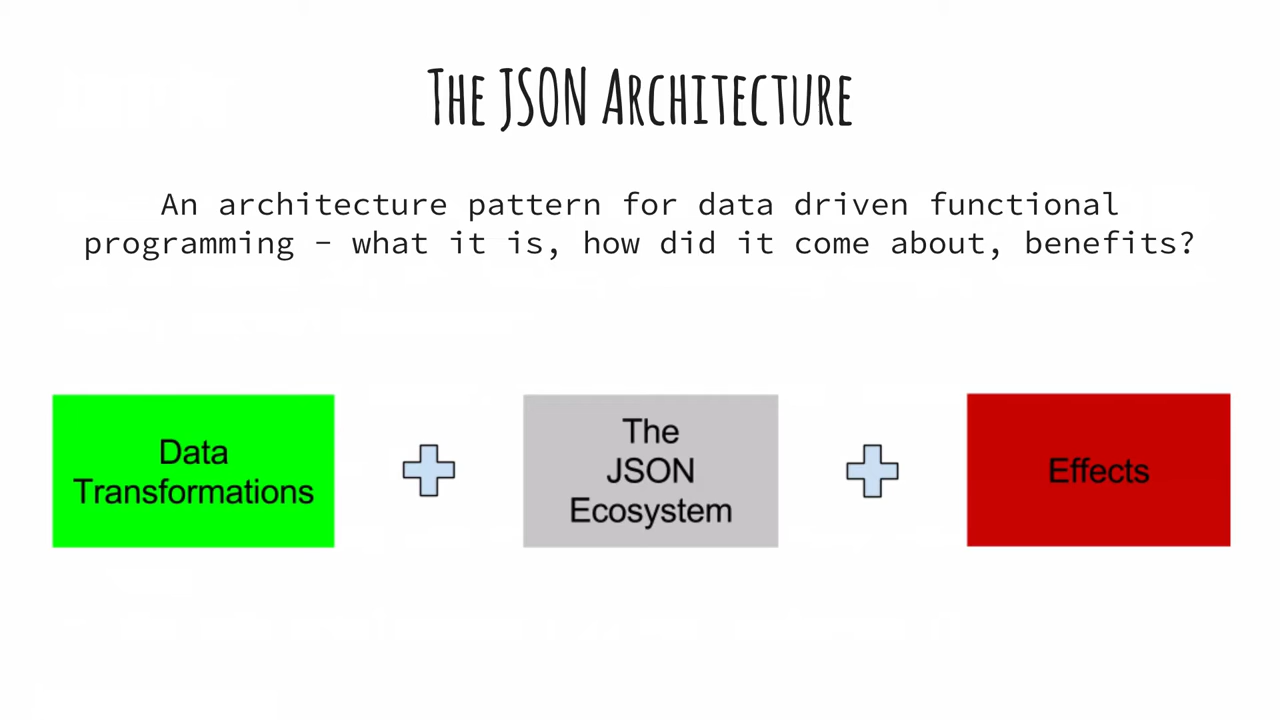 The JSON Architecture
An architecture pattern for data driven functional
programming - what it is, how did it come about, benefits?
Data
Transformations
The
JSON
Ecosystem
Effects